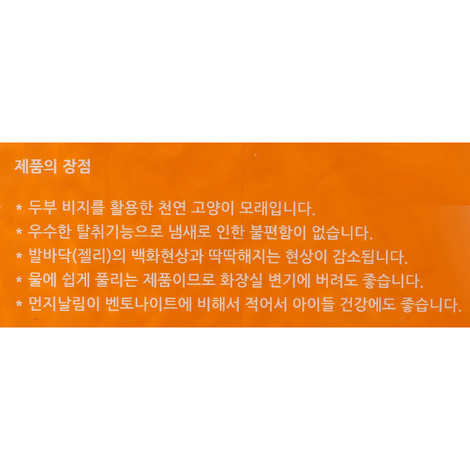 제품의 장점
* 두부 비지를 활용한 천연 고양이 모래입니다.
* 우수한 탈취기능으로 냄새로 인한 불편함이 없습니다.
* 발바닥(젤리)의 백화현상과 딱딱해지는 현상이 감소됩니다.
* 물에 쉽게 풀리는 제품이므로 화장실 변기에 버려도 좋습니다.
* 먼지날림이 벤토나이트에 비해서 적어서 아이들 건강에도 좋습니다.